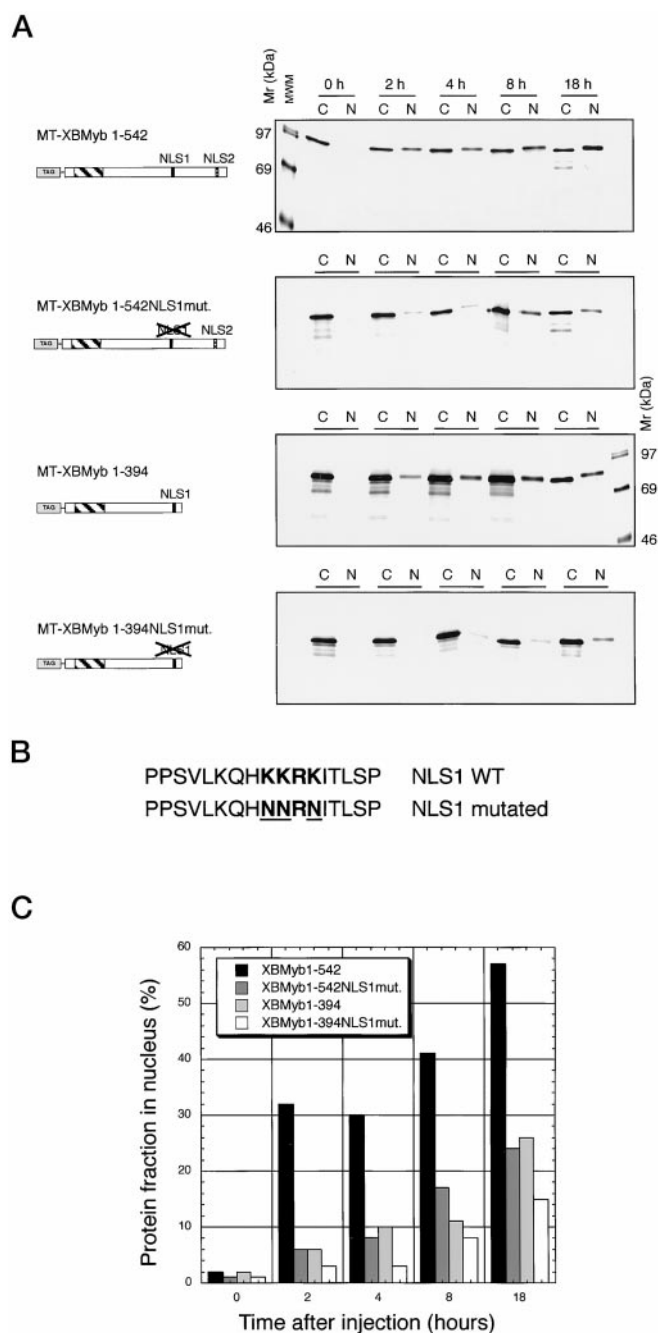 A
Mr (kDa)
MWM
0 h 2 h 4 h 8 h 18 h
C N C N C N C N C N
97
69
46
MT-XBMyb 1-542
NLS1 NLS2
TAG
C N C N C N C N C N
MT-XBMyb 1-542NLS1mut.
NLS1 NLS2
TAG
C N C N C N C N C N
Mr (kDa)
97
69
46
MT-XBMyb 1-394
NLS1
TAG
C N C N C N C N C N
MT-XBMyb 1-394NLS1mut.
NLS1
TAG
B
PPSVLKQHKKRKITLSP NLS1 WT
PPSVLKQHNNRNITLSP NLS1 mutated
C
Protein fraction in nucleus (%)
60
50
40
30
20
10
0
XBMyb1-542
XBMyb1-542NLS1mut.
XBMyb1-394
XBMyb1-394NLS1mut.
0 2 4 8 18
Time after injection (hours)